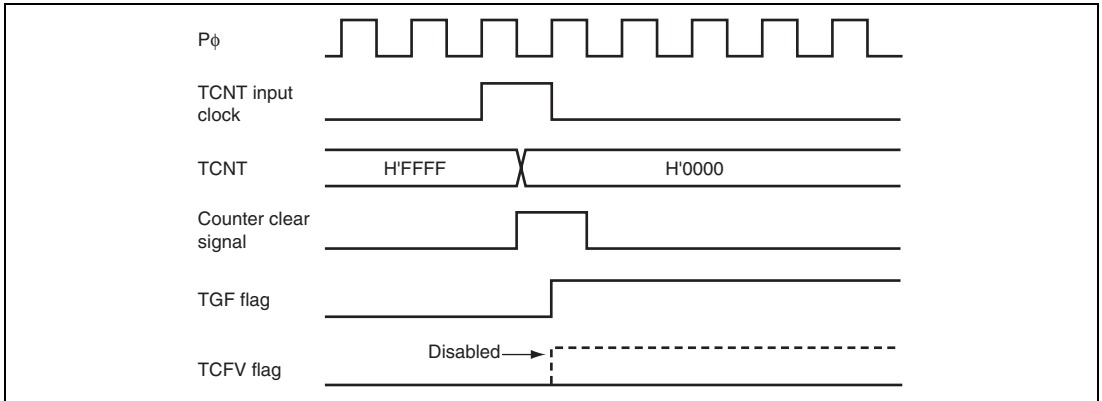 Pϕ
TCNT input
clock
TCNT
H'FFFF
H'0000
Counter clear
signal
TGF flag
Disabled
TCFV flag